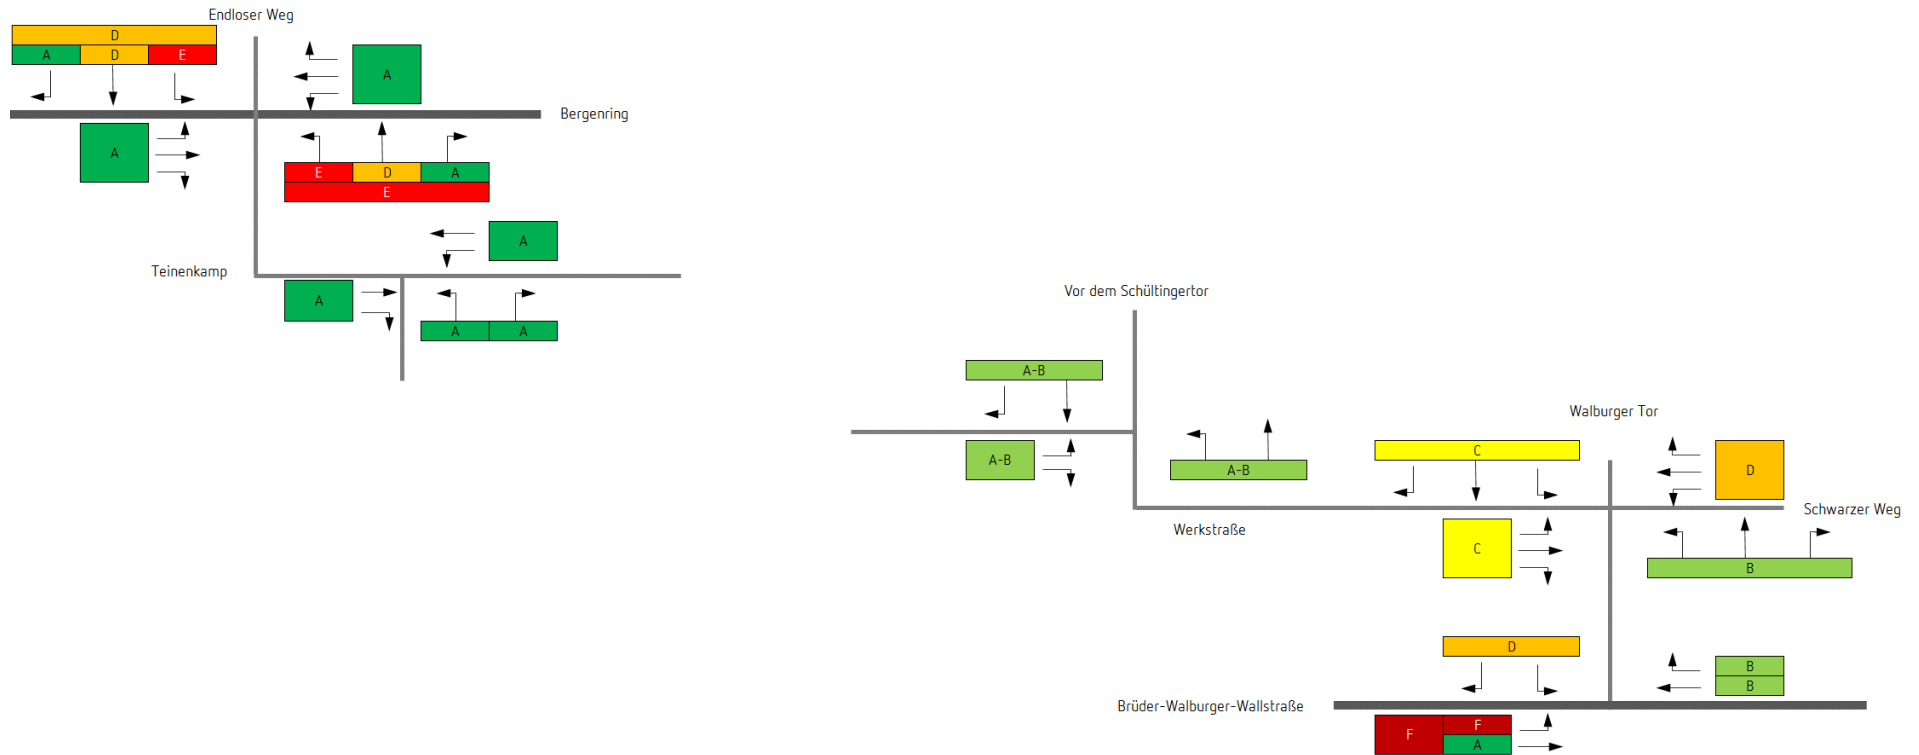 Endloser Weg
D
A D E
A
Bergenring
A
E D A
E
A
Teinenkamp
A
A A
Vor dem Schültingertor
A-B
Walburger Tor
A-B
A-B
C
D
Schwarzer Weg
Werkstraße
C
B
D
B
B
Brüder-Walburger-Wallstraße
F
F
A